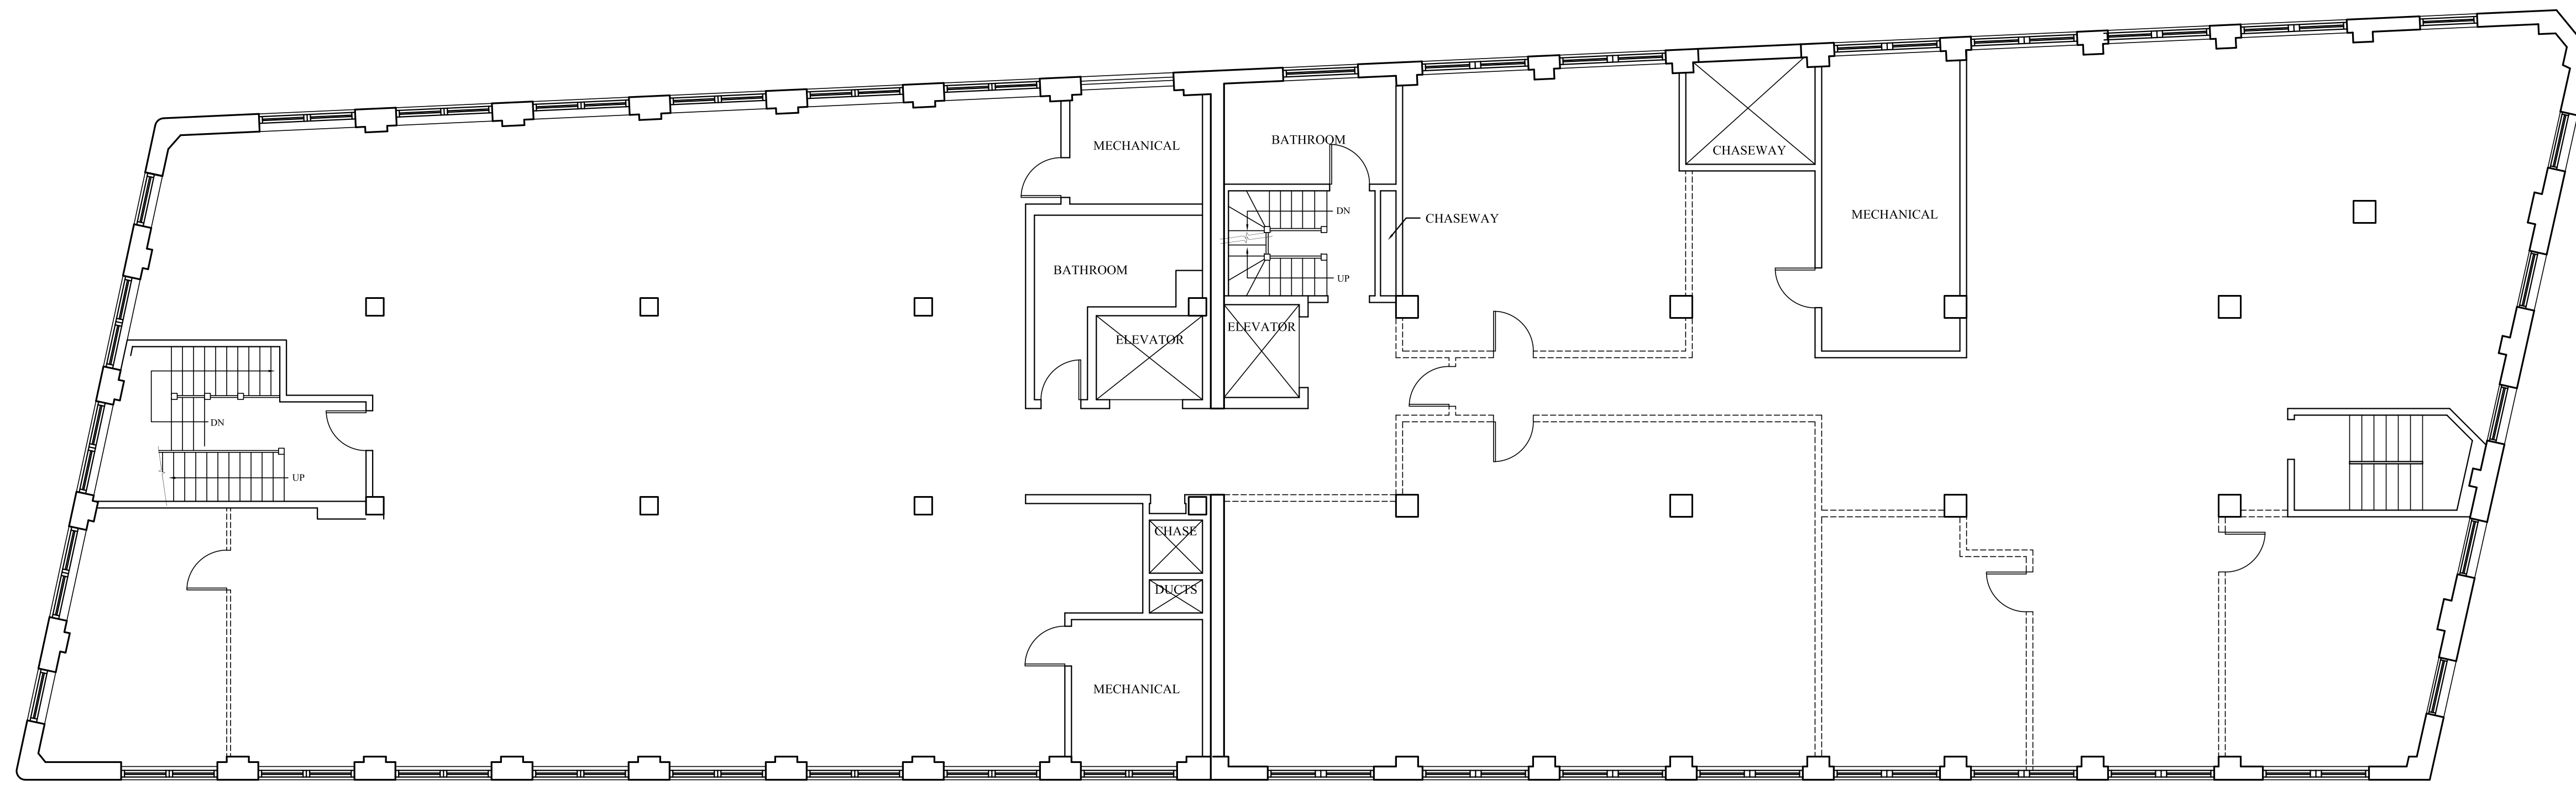 MECHANICAL
BATHROOM
CHASEWAY
DN
CHASEWAY
MECHANICAL
BATHROOM
UP
ELEVATOR
ELEVATOR
DN
UP
CHASE
DUCTS
MECHANICAL